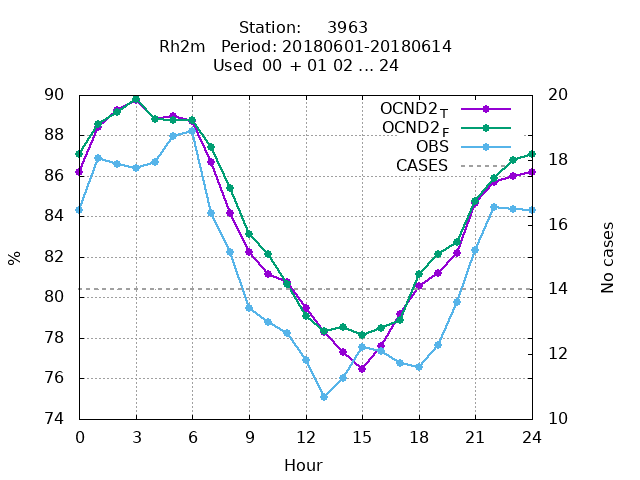 Station: 3963
Rh2m Period: 20180601-20180614
Used 00 + 01 02 ... 24
90
88
86
84
82
80
78
76
74
20
18
16
14
12
10
OCND2T
OCND2F
OBS
CASES
%
No cases
0 3 6 9 12 15 18 21 24
Hour